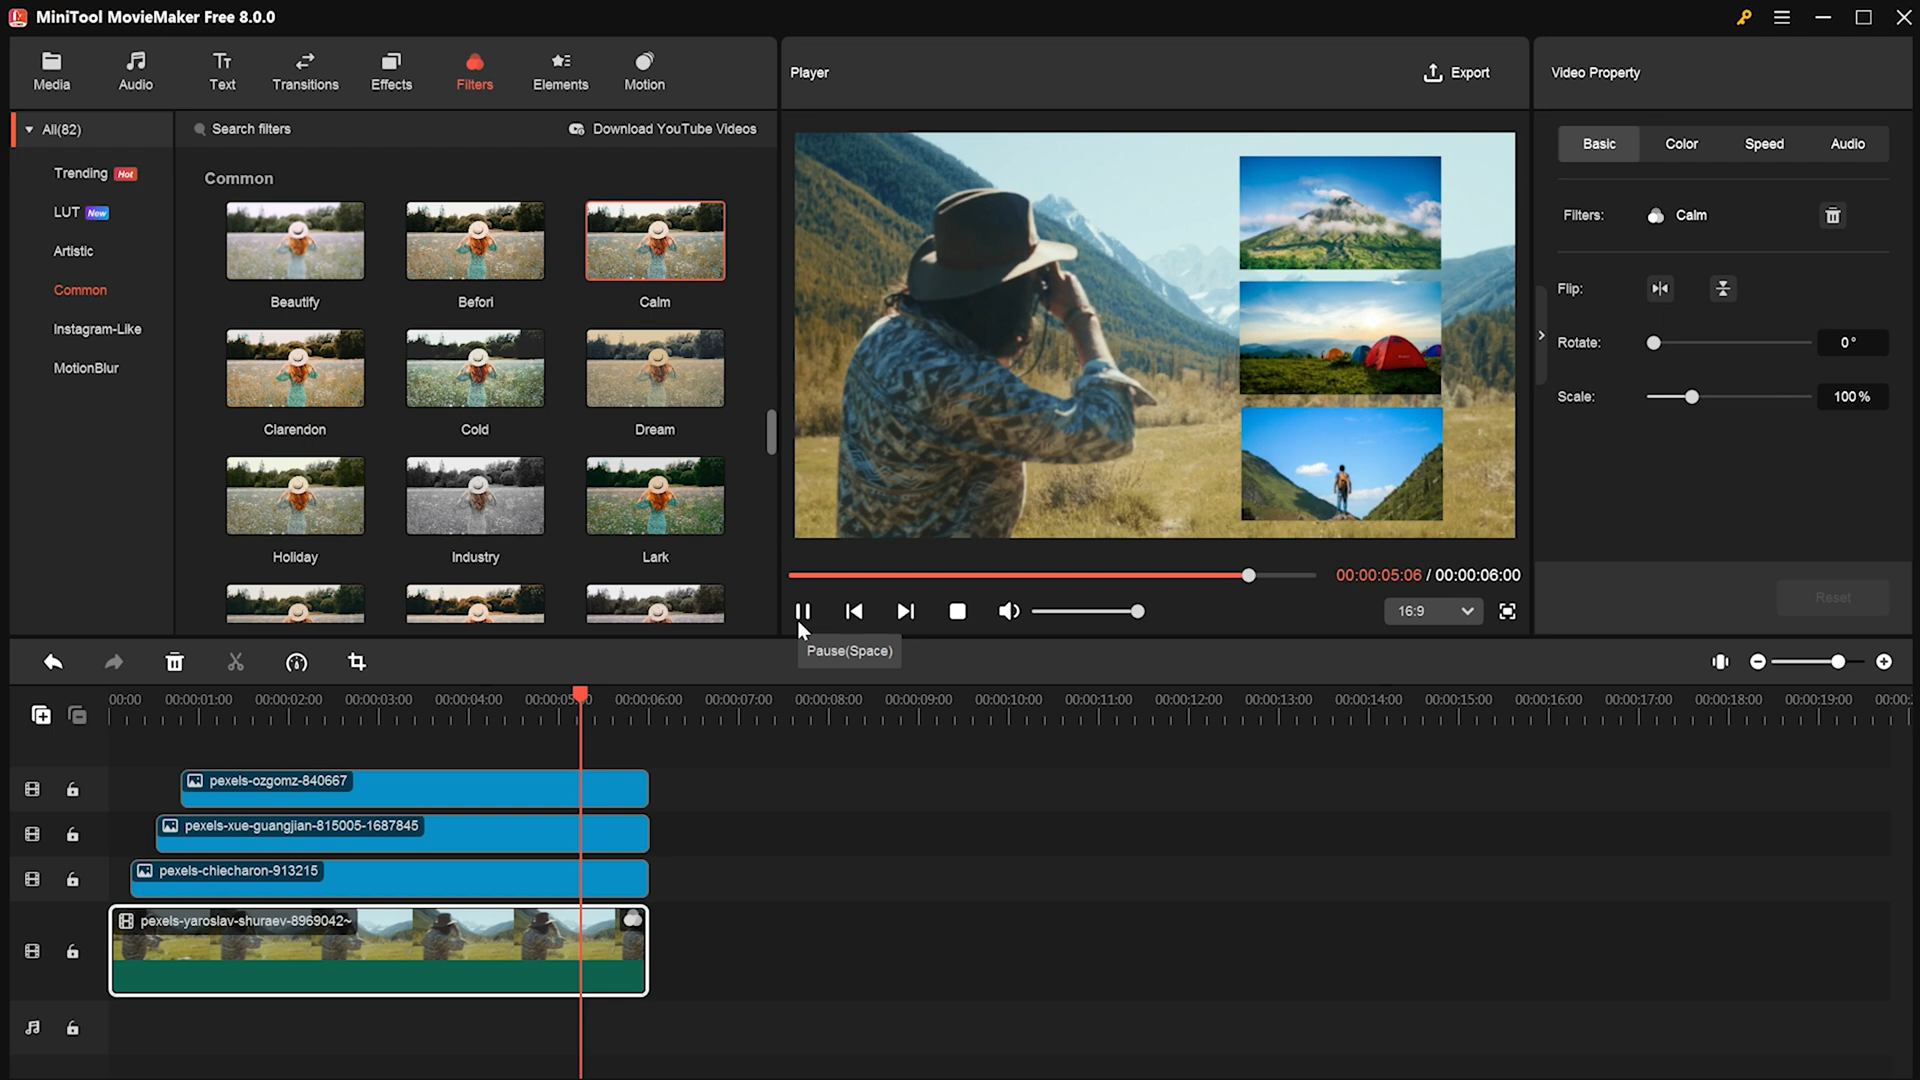 MiniTool MovieMaker Free 8.0.0
Media Audio Text Transitions Effects Filters Elements Motion
Player
Export
Video Property
All(82)
Search filters
Download YouTube Videos
Trending Hot
LUT New
Artistic
Common
Instagram-Like
MotionBlur
Common
Beautify Befori Calm
Clarendon Cold Dream
Holiday Industry Lark
Basic Color Speed Audio
Filters: Calm
Flip:
Rotate: 0°
Scale: 100%
Reset
00:00:05:06 / 00:00:06:00
16:9
Pause(Space)
00:00 00:00:01:00 00:00:02:00 00:00:03:00 00:00:04:00 00:00:05:00 00:00:06:00 00:00:07:00 00:00:08:00 00:00:09:00 00:00:10:00 00:00:11:00 00:00:12:00 00:00:13:00 00:00:14:00 00:00:15:00 00:00:16:00 00:00:17:00 00:00:18:00 00:00:19:00 00:00:
pexels-ozgomz-840667
pexels-xue-guangjian-815005-1687845
pexels-chiecharon-913215
pexels-yaroslav-shuraev-8969042~